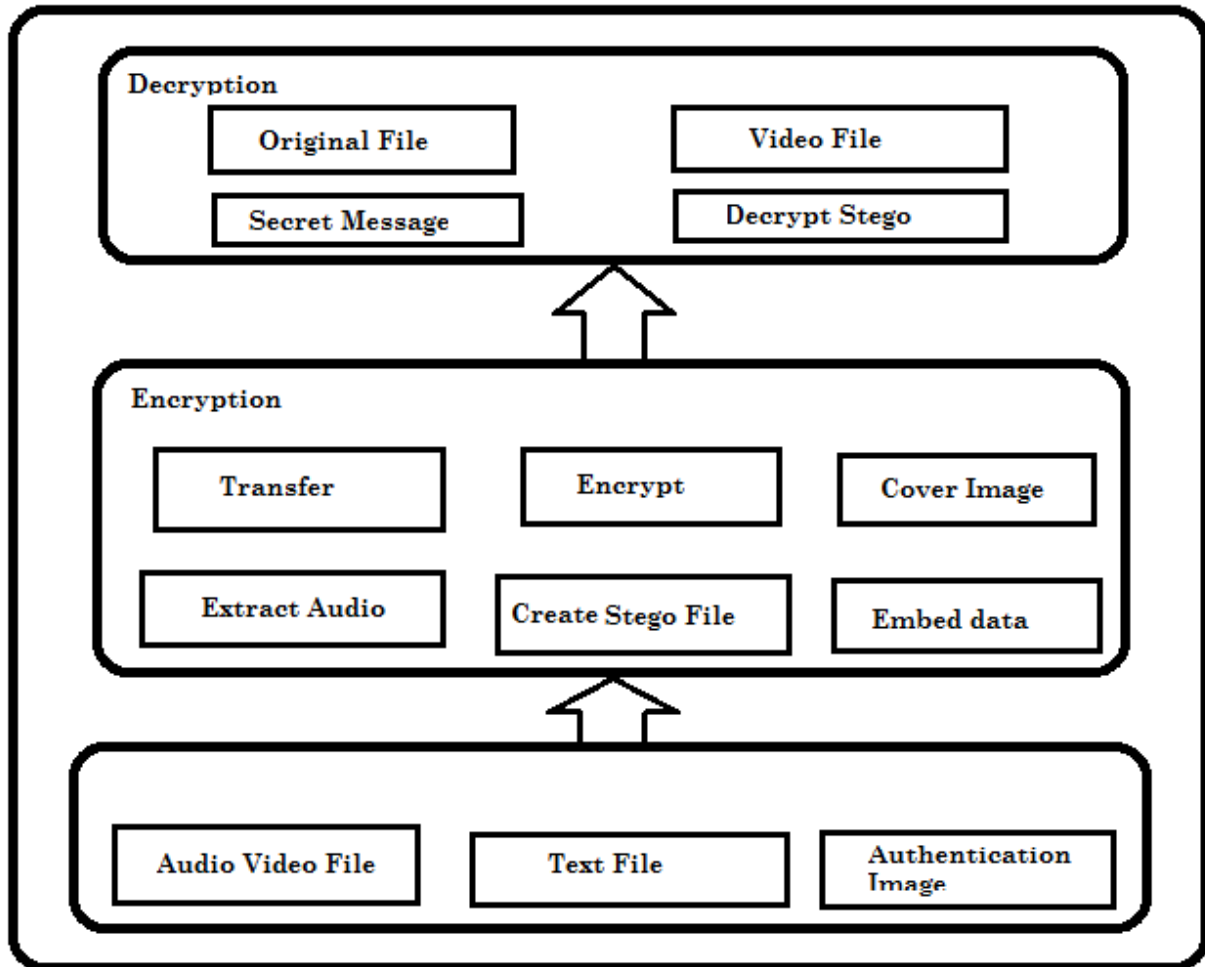 Decryption
Original File
Video File
Secret Message
Decrypt Stego
Encryption
Transfer
Encrypt
Cover Image
Extract Audio
Create Stego File
Embed data
Audio Video File
Text File
Authentication
Image